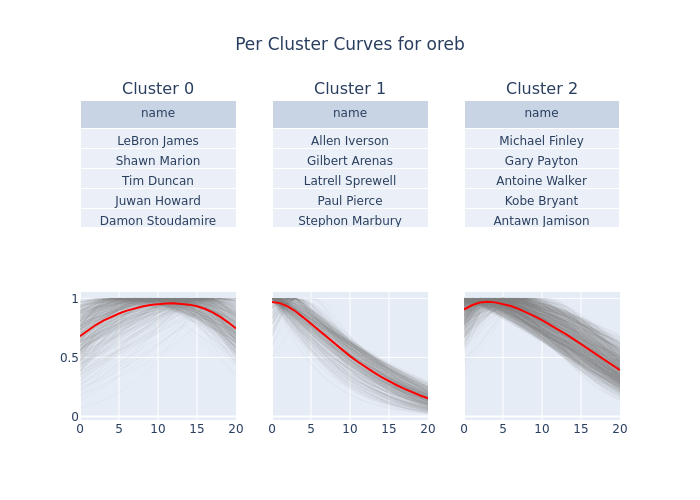 Per Cluster Curves for oreb
Cluster 0 Cluster 1 Cluster 2
name name name
LeBron James Allen Iverson Michael Finley
Shawn Marion Gilbert Arenas Gary Payton
Tim Duncan Latrell Sprewell Antoine Walker
Juwan Howard Paul Pierce Kobe Bryant
Damon Stoudamire Stephon Marbury Antawn Jamison
1
0.5
0
0 5 10 15 20 0 5 10 15 20 0 5 10 15 20